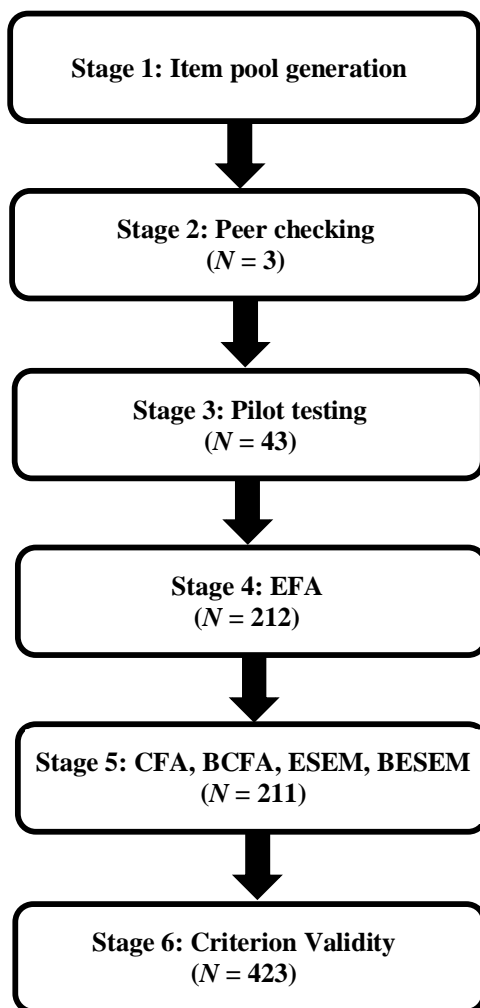 Stage 1: Item pool generation
Stage 2: Peer checking
(N = 3)
Stage 3: Pilot testing
(N = 43)
Stage 4: EFA
(N = 212)
Stage 5: CFA, BCFA, ESEM, BESEM
(N = 211)
Stage 6: Criterion Validity
(N = 423)